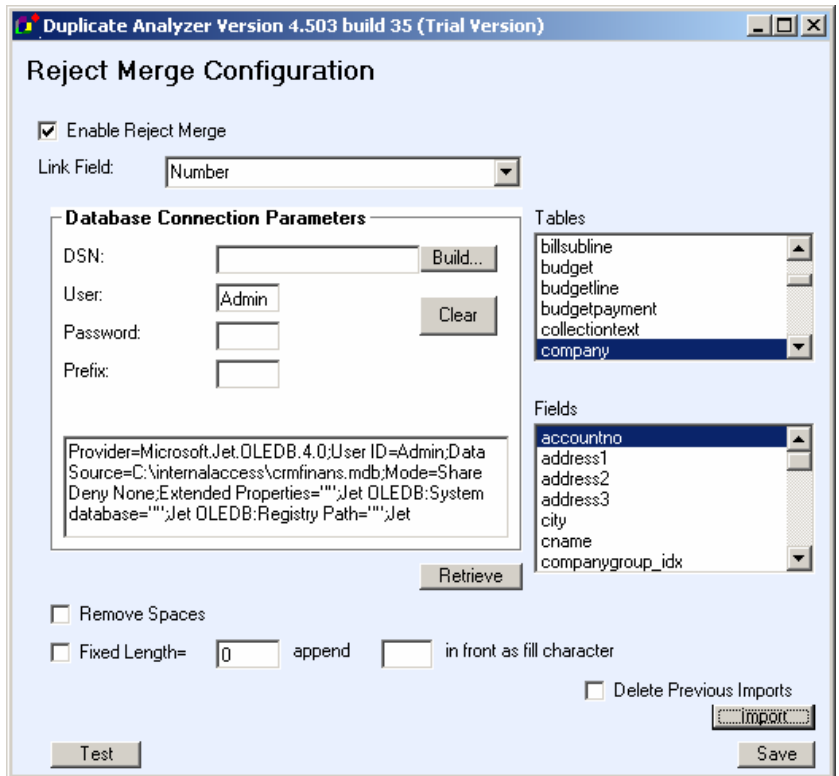 Duplicate Analyzer Version 4.503 build 35 (Trial Version)
Reject Merge Configuration
Enable Reject Merge
Link Field: Number
Database Connection Parameters
DSN: Build...
User: Admin
Clear
Password:
Prefix:
Provider=Microsoft.Jet.OLEDB.4.0;User ID=Admin;Data
Source=C:\internalaccess\crmfinans.mdb;Mode=Share
Deny None;Extended Properties="";Jet OLEDB:System
database="";Jet OLEDB:Registry Path="";Jet
Retrieve
Tables
billsubline
budget
budgetline
budgetpayment
collectiontext
company
Fields
accountno
address1
address2
address3
city
cname
companygroup_idx
Remove Spaces
Fixed Length= 0 append in front as fill character
Delete Previous Imports
Import
Test Save